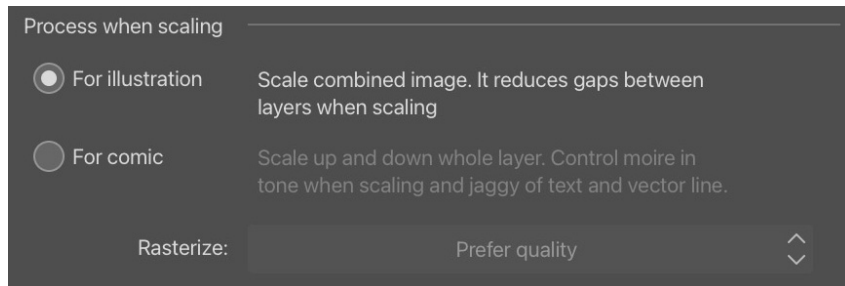 Process when scaling
For illustration
Scale combined image. It reduces gaps between
layers when scaling
For comic
Scale up and down whole layer. Control moire in
tone when scaling and jaggy of text and vector line.
Rasterize:
Prefer quality